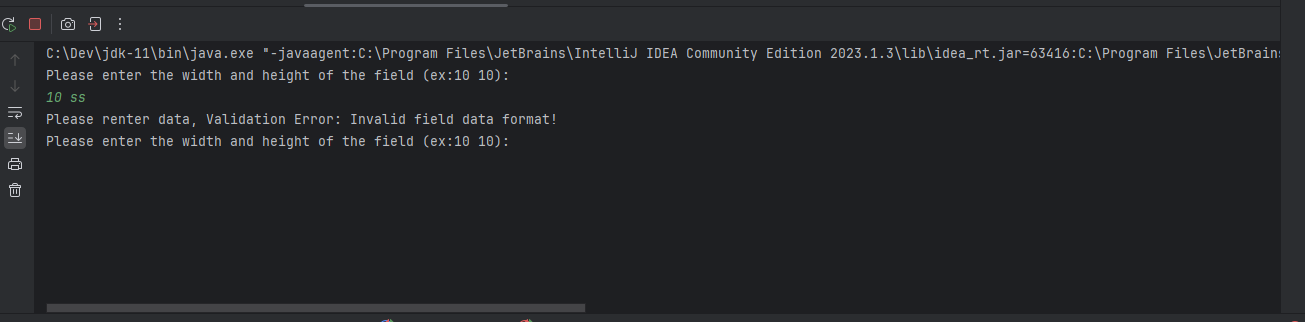 C:\Dev\jdk-11\bin\java.exe "-javaagent:C:\Program Files\JetBrains\IntelliJ IDEA Community Edition 2023.1.3\lib\idea_rt.jar=63416:C:\Program Files\JetBrains
Please enter the width and height of the field (ex:10 10):
10 ss
Please renter data, Validation Error: Invalid field data format!
Please enter the width and height of the field (ex:10 10):